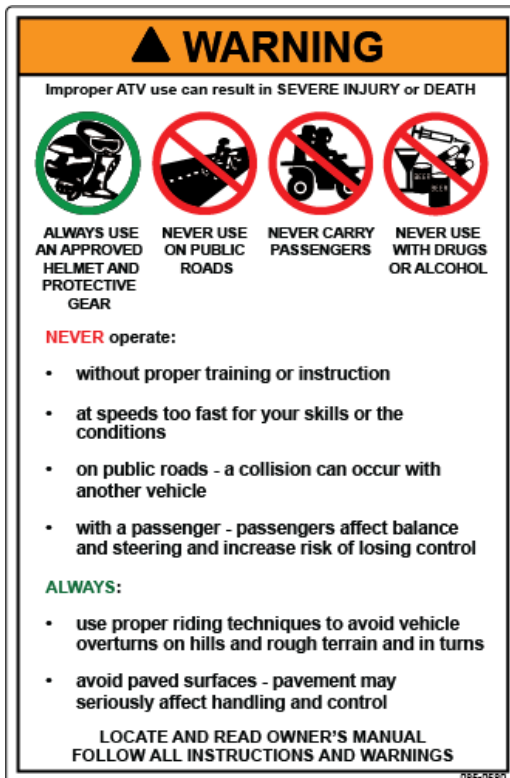 WARNING
Improper ATV use can result in SEVERE INJURY or DEATH
ALWAYS USE
AN APPROVED
HELMET AND
PROTECTIVE
GEAR
NEVER USE
ON PUBLIC
ROADS
NEVER CARRY
PASSENGERS
NEVER USE
WITH DRUGS
OR ALCOHOL
BEER
BEER
NEVER operate:
• without proper training or instruction
• at speeds too fast for your skills or the
conditions
• on public roads - a collision can occur with
another vehicle
• with a passenger - passengers affect balance
and steering and increase risk of losing control
ALWAYS:
• use proper riding techniques to avoid vehicle
overturns on hills and rough terrain and in turns
• avoid paved surfaces - pavement may
seriously affect handling and control
LOCATE AND READ OWNER'S MANUAL
FOLLOW ALL INSTRUCTIONS AND WARNINGS